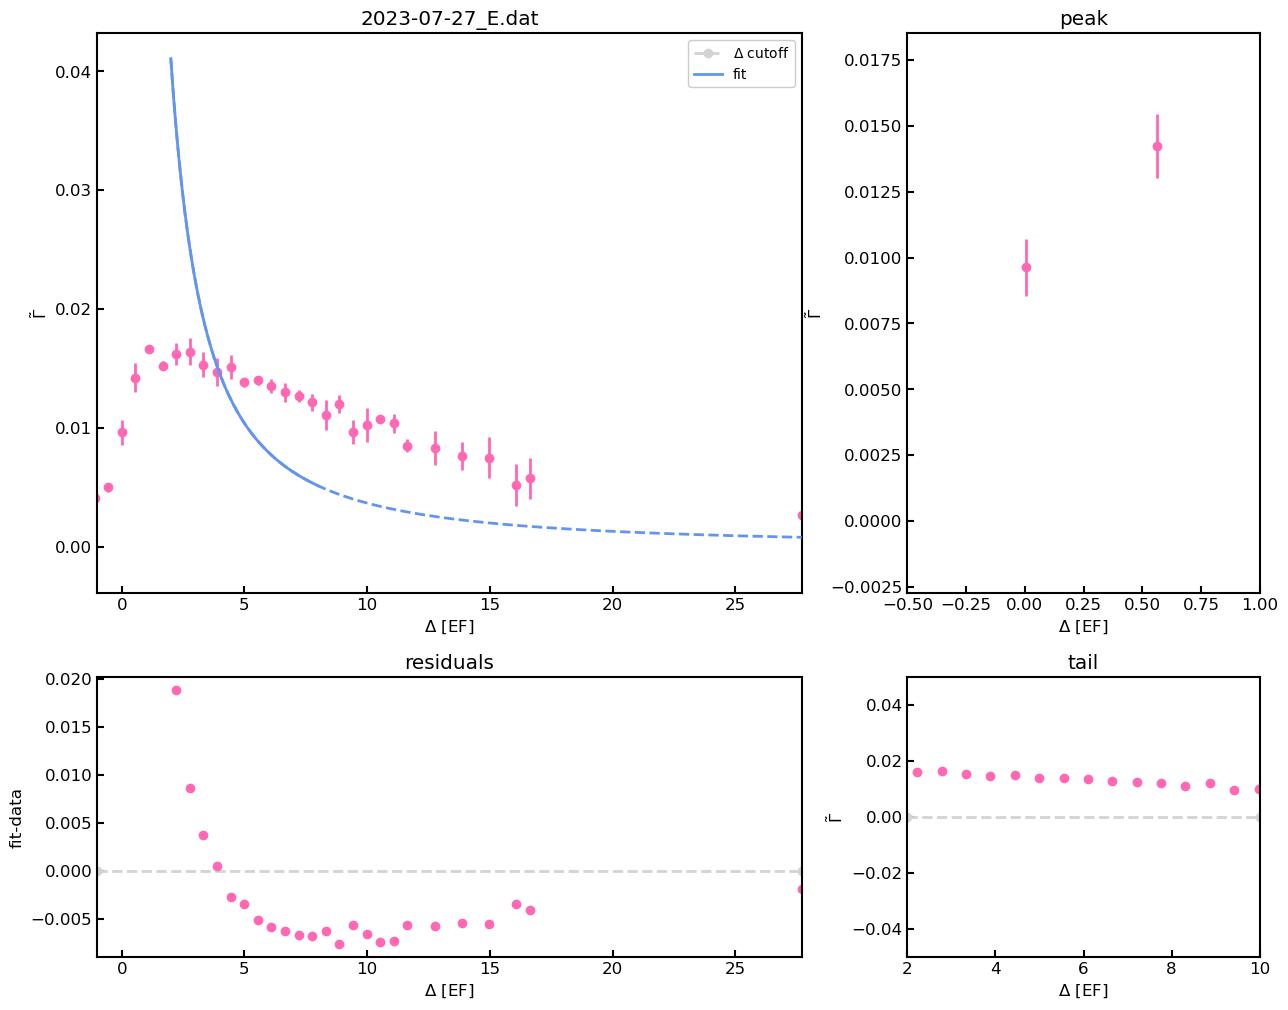 2023-07-27_E.dat
0.04
0.03
0.02
0.01
0.00
Γ̃
0 5 10 15 20 25
Δ [EF]
Δ cutoff
fit
peak
0.0175
0.0150
0.0125
0.0100
0.0075
0.0050
0.0025
0.0000
−0.0025
Γ̃
−0.50 −0.25 0.00 0.25 0.50 0.75 1.00
Δ [EF]
residuals
0.020
0.015
0.010
0.005
0.000
−0.005
fit-data
0 5 10 15 20 25
Δ [EF]
tail
0.04
0.02
0.00
−0.02
−0.04
Γ̃
2 4 6 8 10
Δ [EF]